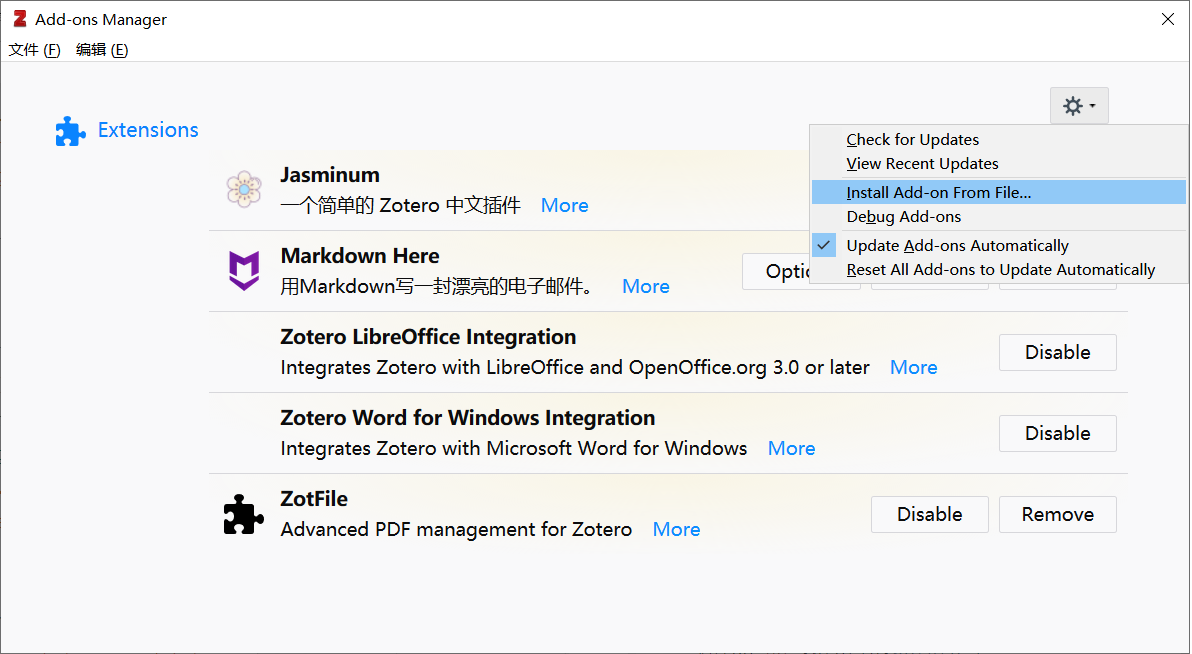 Add-ons Manager
文件 (F) 编辑 (E)
Extensions
Check for Updates
View Recent Updates
Install Add-on From File...
Debug Add-ons
Update Add-ons Automatically
Reset All Add-ons to Update Automatically
Jasminum
一个简单的 Zotero 中文插件 More
Markdown Here
用Markdown写一封漂亮的电子邮件。 More
Zotero LibreOffice Integration
Integrates Zotero with LibreOffice and OpenOffice.org 3.0 or later More
Disable
Zotero Word for Windows Integration
Integrates Zotero with Microsoft Word for Windows More
Disable
ZotFile
Advanced PDF management for Zotero More
Disable Remove